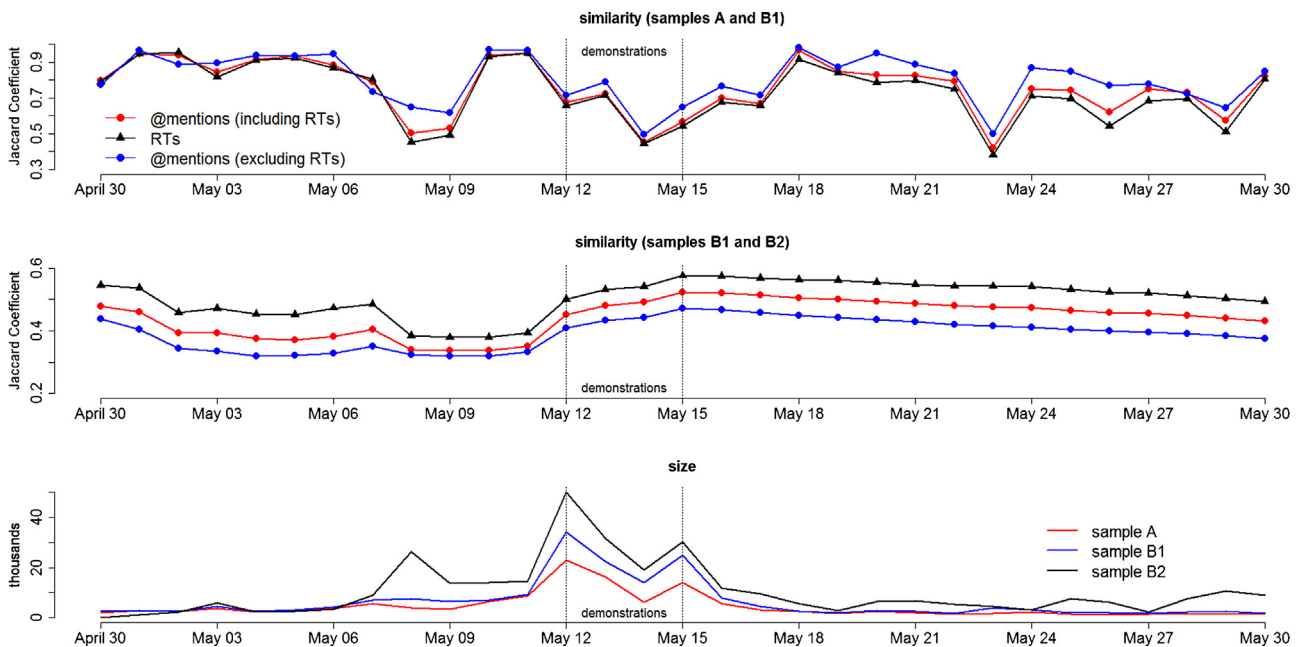 similarity (samples A and B1)
Jaccard Coefficient
0.3 0.5 0.7 0.9
demonstrations
@mentions (including RTs)
RTs
@mentions (excluding RTs)
April 30 May 03 May 06 May 09 May 12 May 15 May 18 May 21 May 24 May 27 May 30
similarity (samples B1 and B2)
Jaccard Coefficient
0.2 0.4 0.6
demonstrations
April 30 May 03 May 06 May 09 May 12 May 15 May 18 May 21 May 24 May 27 May 30
size
thousands
0 20 40
sample A
sample B1
sample B2
demonstrations
April 30 May 03 May 06 May 09 May 12 May 15 May 18 May 21 May 24 May 27 May 30